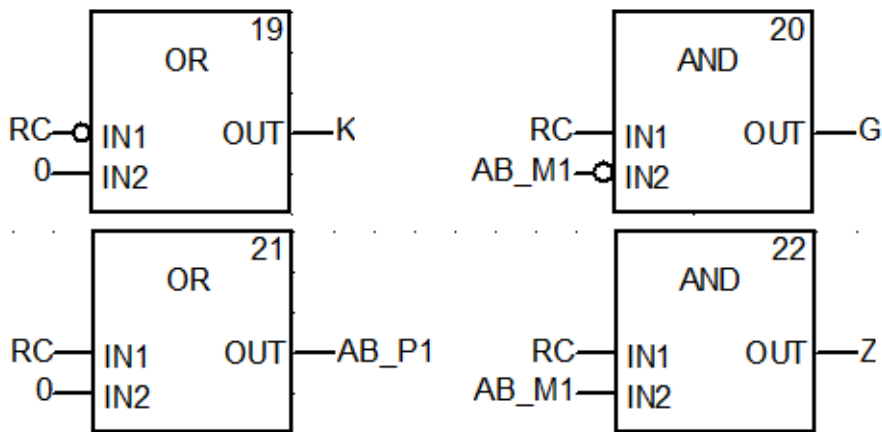 19 20
OR AND
RC IN1 OUT K RC IN1 OUT G
0 IN2 AB_M1 IN2
21 22
OR AND
RC IN1 OUT AB_P1 RC IN1 OUT Z
0 IN2 AB_M1 IN2